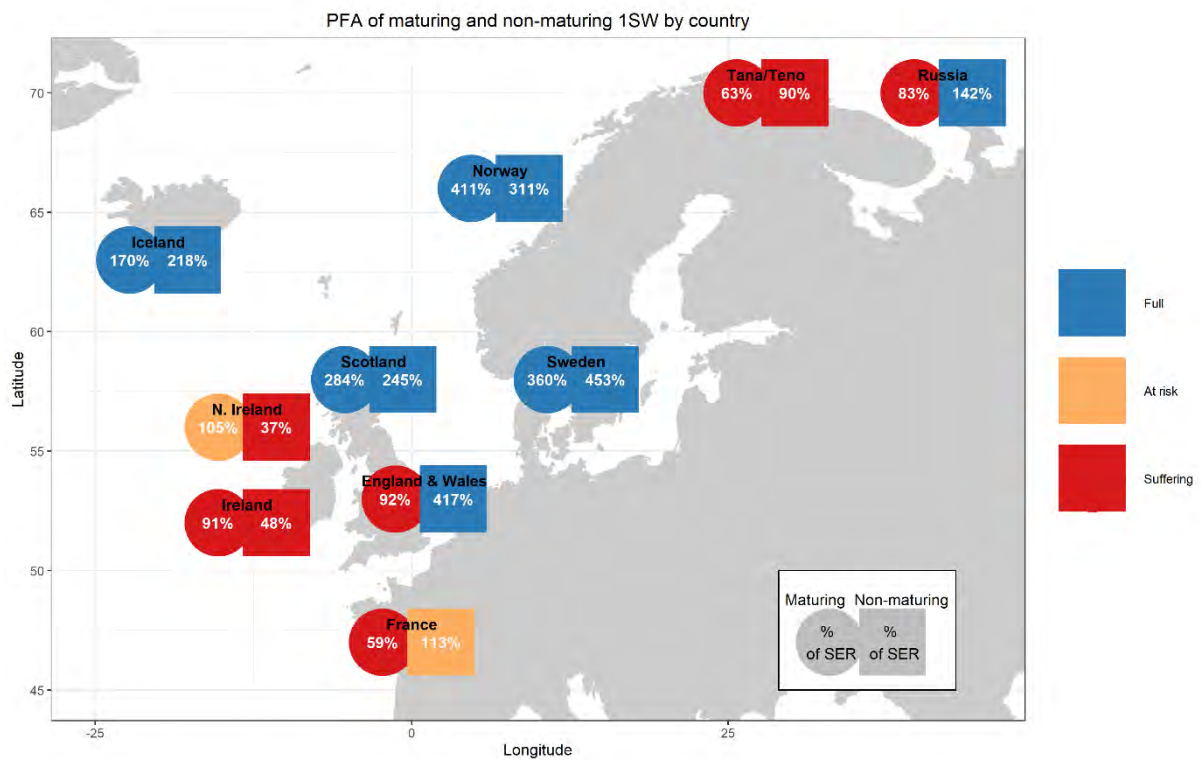 PFA of maturing and non-maturing 1SW by country
70
65
60
55
50
45
Latitude
-25
0
25
Longitude
Tana/Teno
63% 90%
Russia
83% 142%
Norway
411% 311%
Iceland
170% 218%
Scotland
284% 245%
Sweden
360% 453%
N. Ireland
105% 37%
England & Wales
92% 417%
Ireland
91% 48%
France
59% 113%
Maturing Non-maturing
% %
of SER of SER
Full
At risk
Suffering